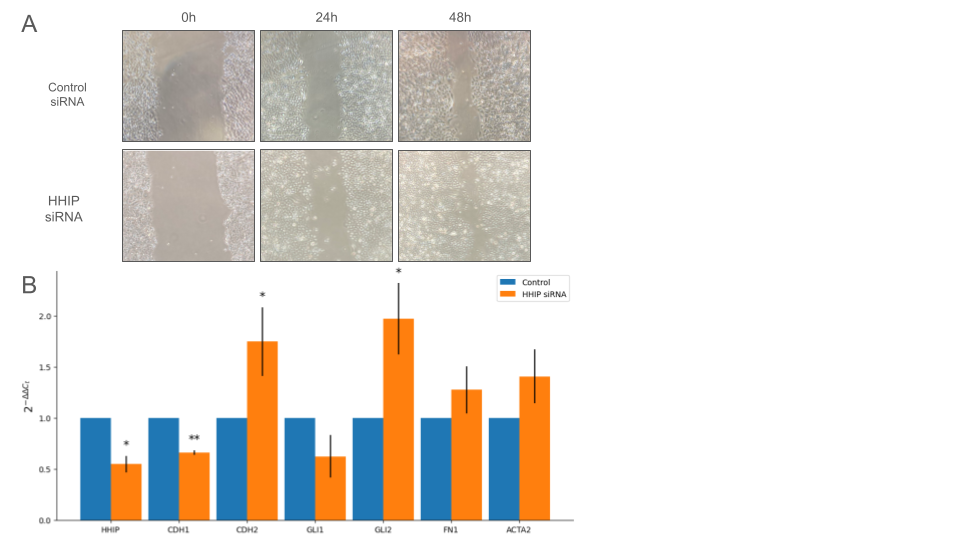 A
0h 24h 48h
Control
siRNA
HHIP
siRNA
B
*
Control
HHIP siRNA
*
2.0
1.5
2^−ΔΔCt
1.0
* **
0.5
0.0
HHIP CDH1 CDH2 GLI1 GLI2 FN1 ACTA2